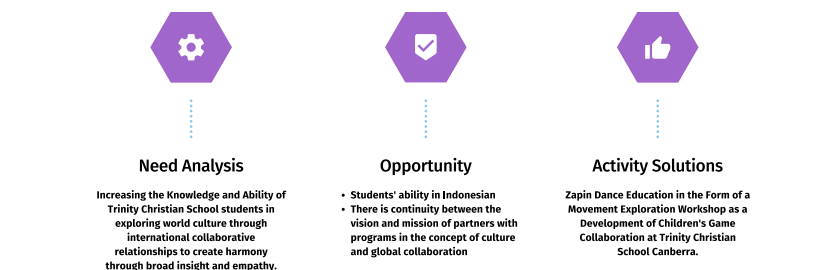 Need Analysis
Increasing the Knowledge and Ability of
Trinity Christian School students in
exploring world culture through
international collaborative
relationships to create harmony
through broad insight and empathy.
Opportunity
• Students' ability in Indonesian
• There is continuity between the
vision and mission of partners with
programs in the concept of culture
and global collaboration
Activity Solutions
Zapin Dance Education in the Form of a
Movement Exploration Workshop as a
Development of Children's Game
Collaboration at Trinity Christian
School Canberra.